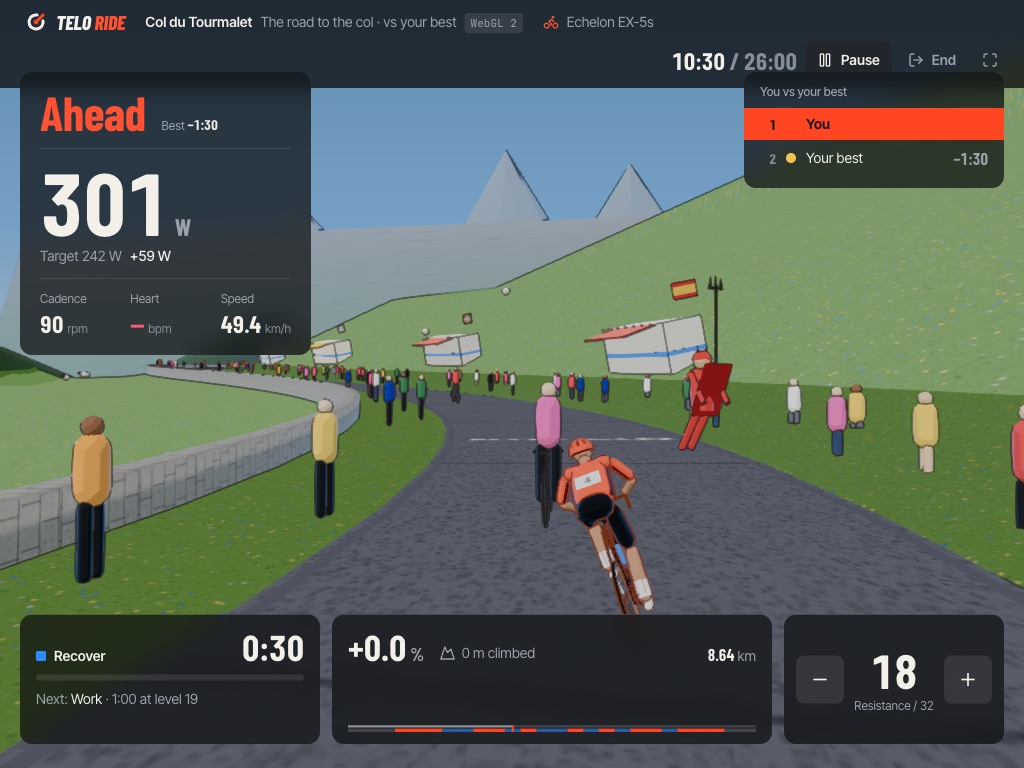 TELO RIDE Col du Tourmalet The road to the col · vs your best WebGL 2 Echelon EX-5s
10:30 / 26:00 Pause End
Ahead Best −1:30
301 W
Target 242 W +59 W
Cadence Heart Speed
90 rpm – bpm 49.4 km/h
You vs your best
1 You
2 Your best −1:30
4
Recover 0:30
Next: Work · 1:00 at level 19
+0.0 % 0 m climbed 8.64 km
− 18 +
Resistance / 32